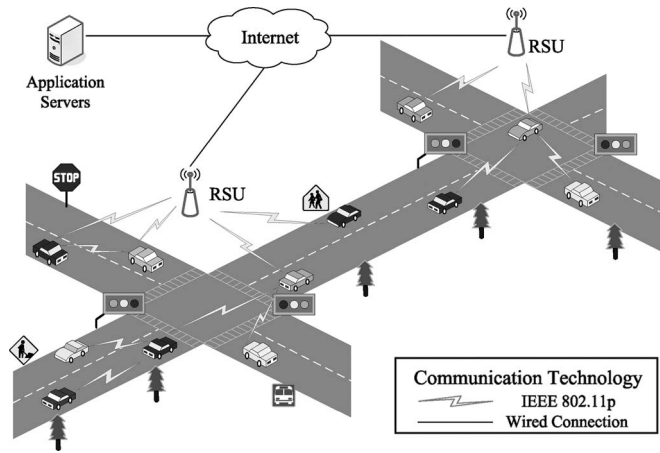 Internet
RSU
Application
Servers
STOP
RSU
Communication Technology
IEEE 802.11p
Wired Connection